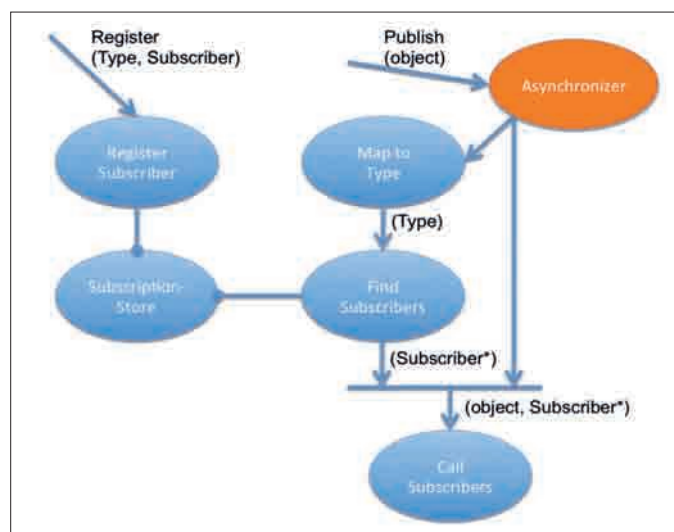 Register
(Type, Subscriber)
Publish
(object)
Asynchronizer
Register
Subscriber
Map to
Type
(Type)
Subscription-
Store
Find
Subscribers
(Subscriber*)
(object, Subscriber*)
Call
Subscribers